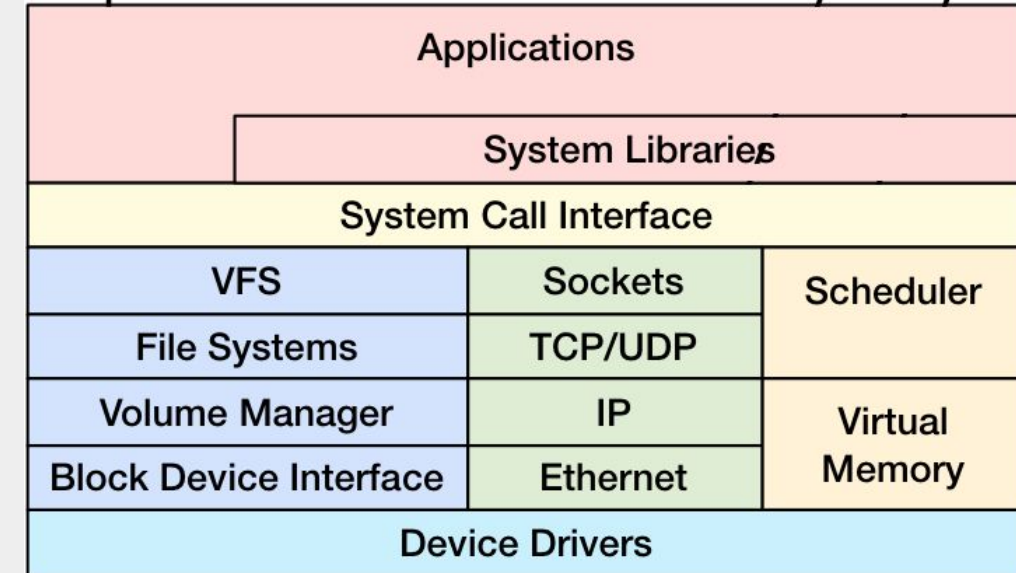 Applications
System Libraries
System Call Interface
VFS
Sockets
Scheduler
File Systems
TCP/UDP
Volume Manager
IP
Virtual
Memory
Block Device Interface
Ethernet
Device Drivers